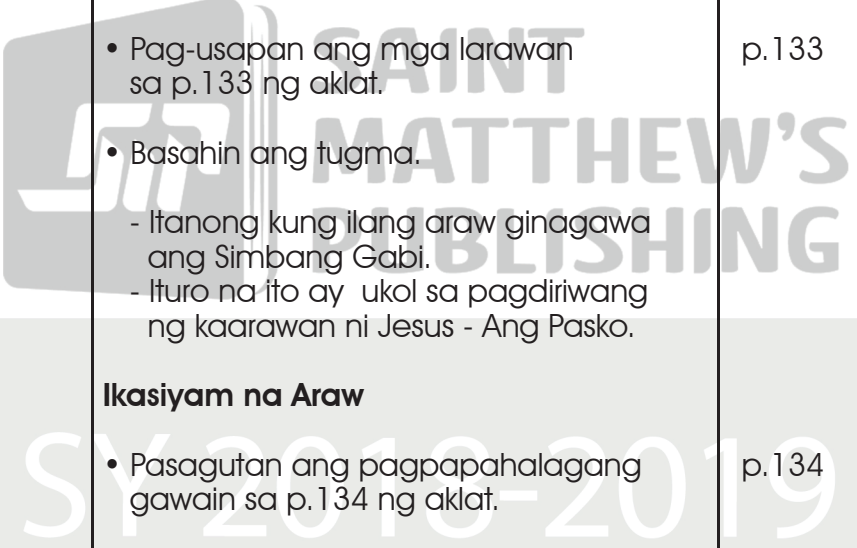 • Pag-usapan ang mga larawan p.133
sa p.133 ng aklat.
SAINT
MATTHEW'S
PUBLISHING
• Basahin ang tugma.
- Itanong kung ilang araw ginagawa
ang Simbang Gabi.
- Ituro na ito ay ukol sa pagdiriwang
ng kaarawan ni Jesus - Ang Pasko.
Ikasiyam na Araw
• Pasagutan ang pagpapahalagang p.134
gawain sa p.134 ng aklat.
SY 2018-2019